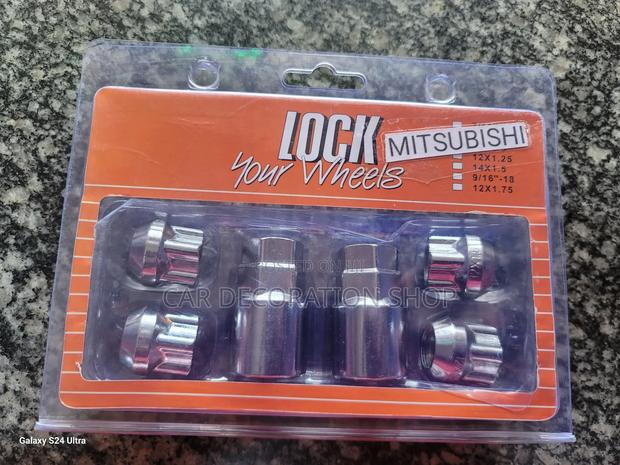 LOCK
Your Wheels
MITSUBISHI
12X1.25
14X1.5
9/16"-18
12X1.75
CAR DECORATION SHOP
Galaxy S24 Ultra